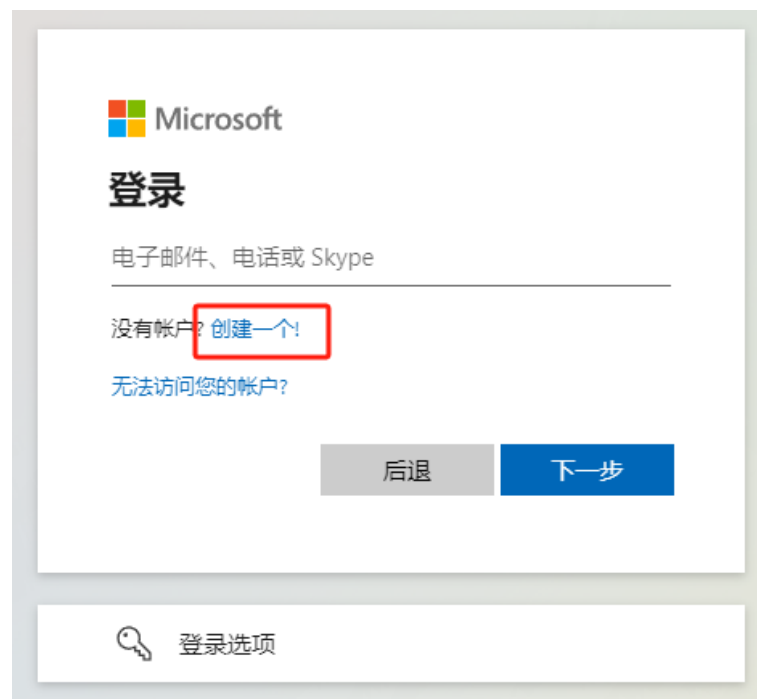 Microsoft
登录
电子邮件、电话或 Skype
没有帐户? 创建一个!
无法访问您的帐户?
后退
下一步
登录选项